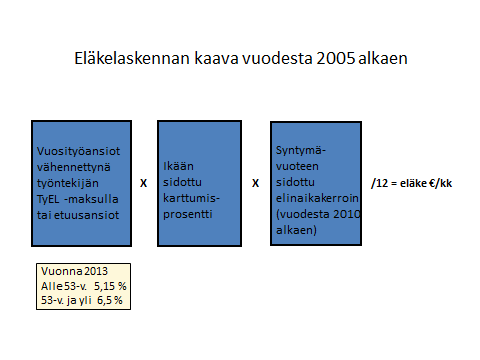 Eläkelaskennan kaava vuodesta 2005 alkaen
Vuosityöansiot
vähennettynä
työntekijän
TyEL -maksulla
tai etuusansiot
X
Ikään
sidottu
karttumis-
prosentti
X
Syntymä-
vuoteen
sidottu
elinaikakerroin
(vuodesta 2010
alkaen)
/12 = eläke €/kk
Vuonna 2013
Alle 53-v. 5,15 %
53-v. ja yli 6,5 %